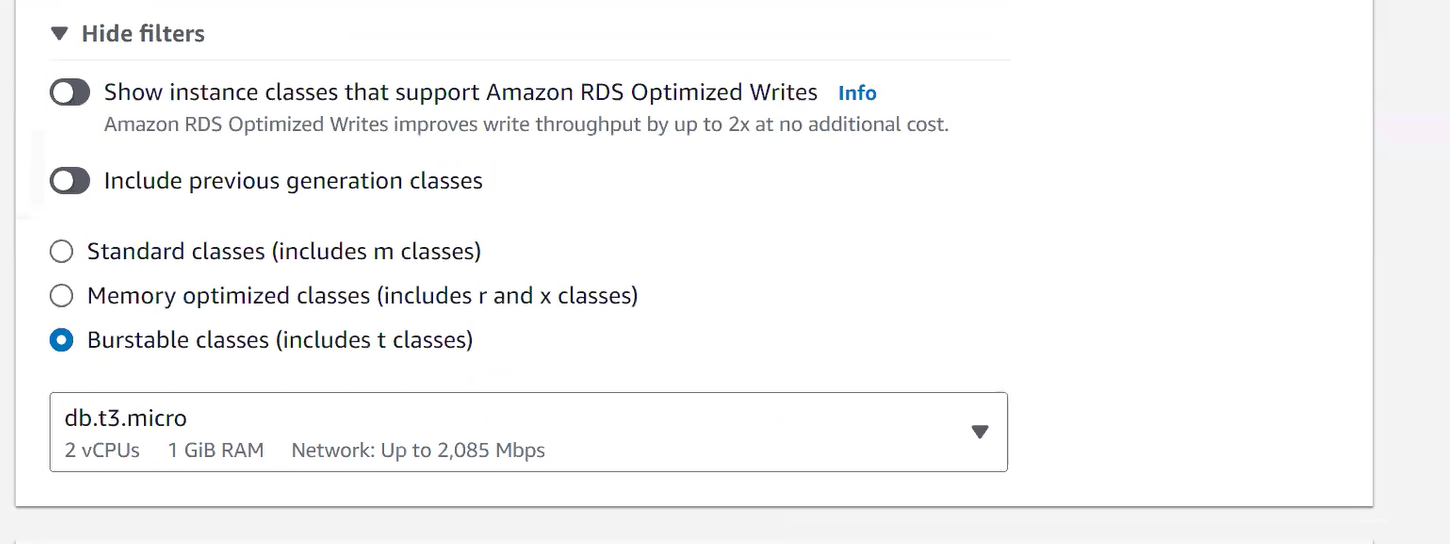 Hide filters
Show instance classes that support Amazon RDS Optimized Writes Info
Amazon RDS Optimized Writes improves write throughput by up to 2x at no additional cost.
Include previous generation classes
Standard classes (includes m classes)
Memory optimized classes (includes r and x classes)
Burstable classes (includes t classes)
db.t3.micro
2 vCPUs 1 GiB RAM Network: Up to 2,085 Mbps